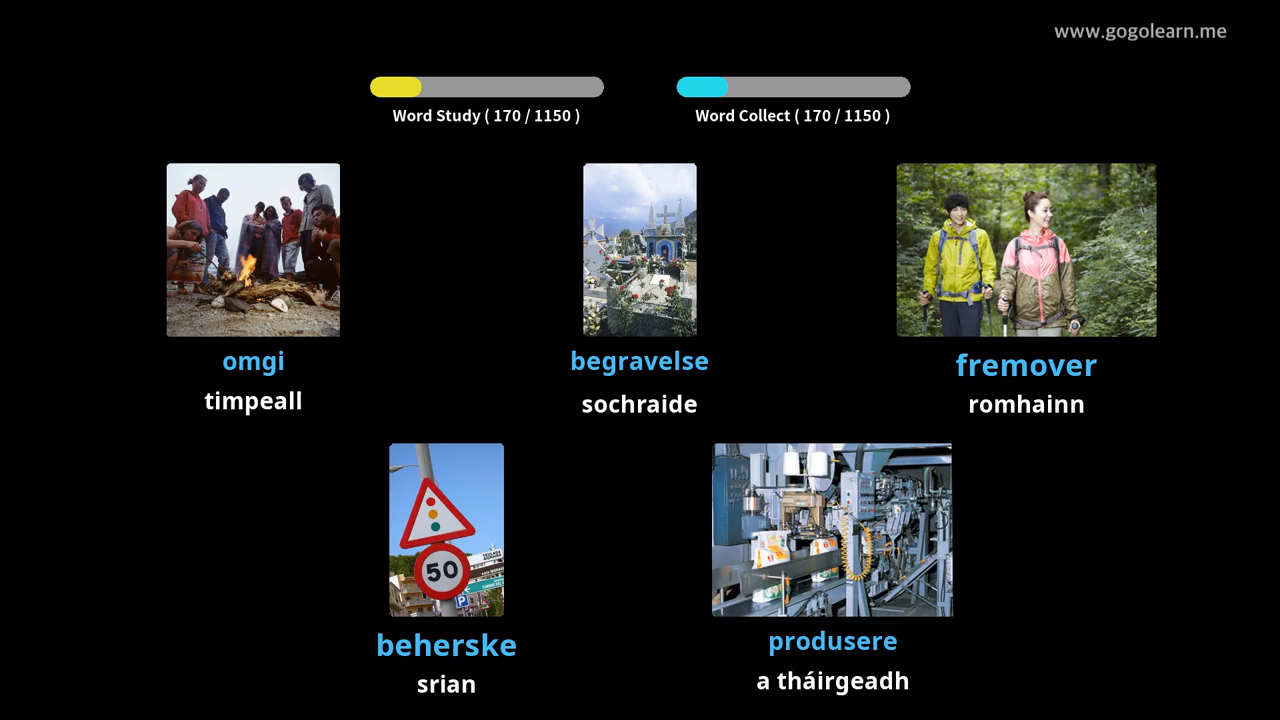 www.gogolearn.me
Word Study ( 170 / 1150 )
Word Collect ( 170 / 1150 )
omgi
timpeall
begravelse
sochraide
fremover
romhainn
50
P
beherske
srian
produsere
a tháirgeadh